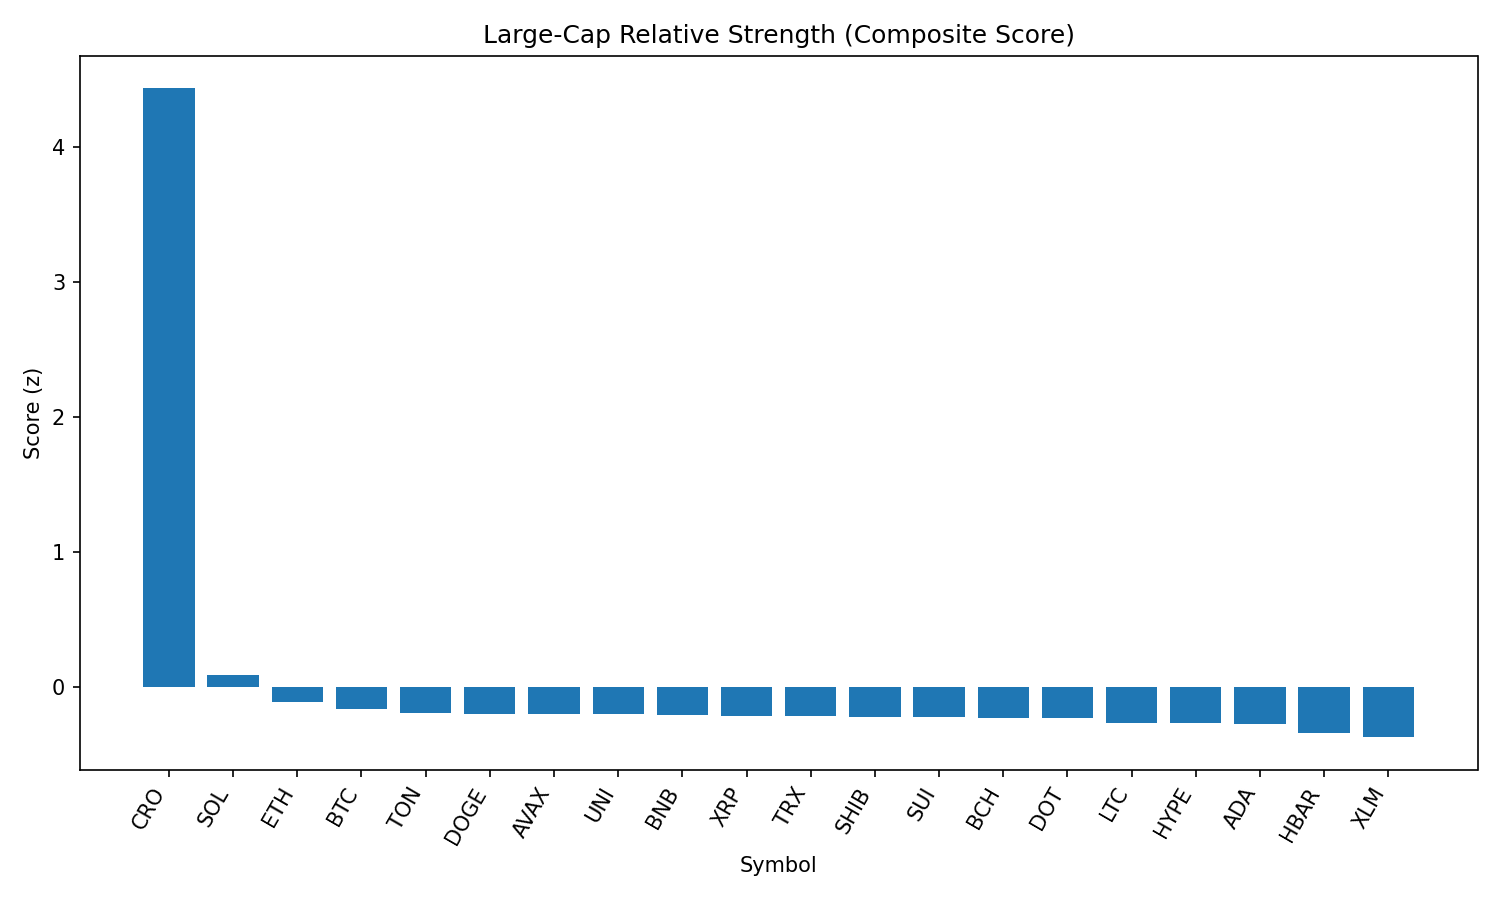 Large-Cap Relative Strength (Composite Score)
Score (z)
4
3
2
1
0
CRO
SOL
ETH
BTC
TON
DOGE
AVAX
UNI
BNB
XRP
TRX
SHIB
SUI
BCH
DOT
LTC
HYPE
ADA
HBAR
XLM
Symbol